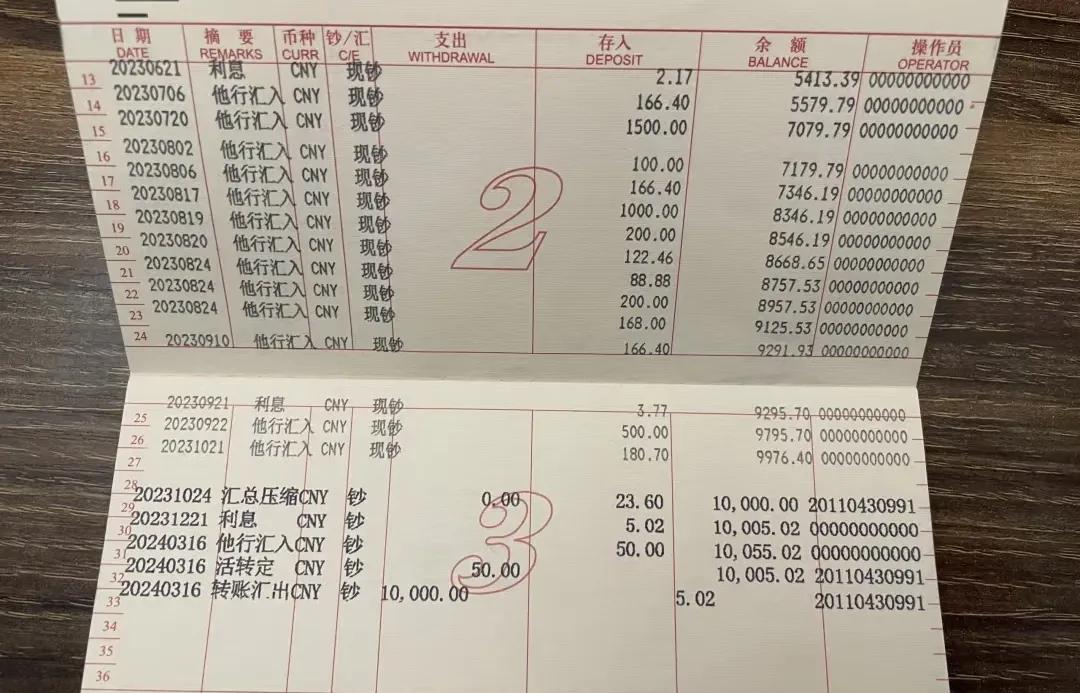 日期 摘要 币种 钞/汇 支出 存入 余额 操作员
DATE REMARKS CURR C/E WITHDRAWAL DEPOSIT BALANCE OPERATOR
13 20230621 利息 CNY 现钞 2.17 5413.39 00000000000
14 20230706 他行汇入 CNY 现钞 166.40 5579.79 00000000000
15 20230720 他行汇入 CNY 现钞 1500.00 7079.79 00000000000
16 20230802 他行汇入 CNY 现钞 100.00 7179.79 00000000000
17 20230806 他行汇入 CNY 现钞 166.40 7346.19 00000000000
18 20230817 他行汇入 CNY 现钞 1000.00 8346.19 00000000000
19 20230819 他行汇入 CNY 现钞 200.00 8546.19 00000000000
20 20230820 他行汇入 CNY 现钞 122.46 8668.65 00000000000
21 20230824 他行汇入 CNY 现钞 88.88 8757.53 00000000000
22 20230824 他行汇入 CNY 现钞 200.00 8957.53 00000000000
23 20230824 他行汇入 CNY 现钞 168.00 9125.53 00000000000
24 20230910 他行汇入 CNY 现钞 166.40 9291.93 00000000000
2
20230921 利息 CNY 现钞 3.77 9295.70 00000000000
25 20230922 他行汇入 CNY 现钞 500.00 9795.70 00000000000
26 20231021 他行汇入 CNY 现钞 180.70 9976.40 00000000000
27
28 20231024 汇总压缩CNY 钞 0.00 23.60 10,000.00 20110430991
29 20231221 利息 CNY 钞 5.02 10,005.02 00000000000
30 20240316 他行汇入CNY 钞 50.00 10,055.02 00000000000
31 20240316 活转定 CNY 钞 50.00 10,005.02 20110430991
32 20240316 转账汇出CNY 钞 10,000.00 5.02 20110430991
33
34
35
36
3